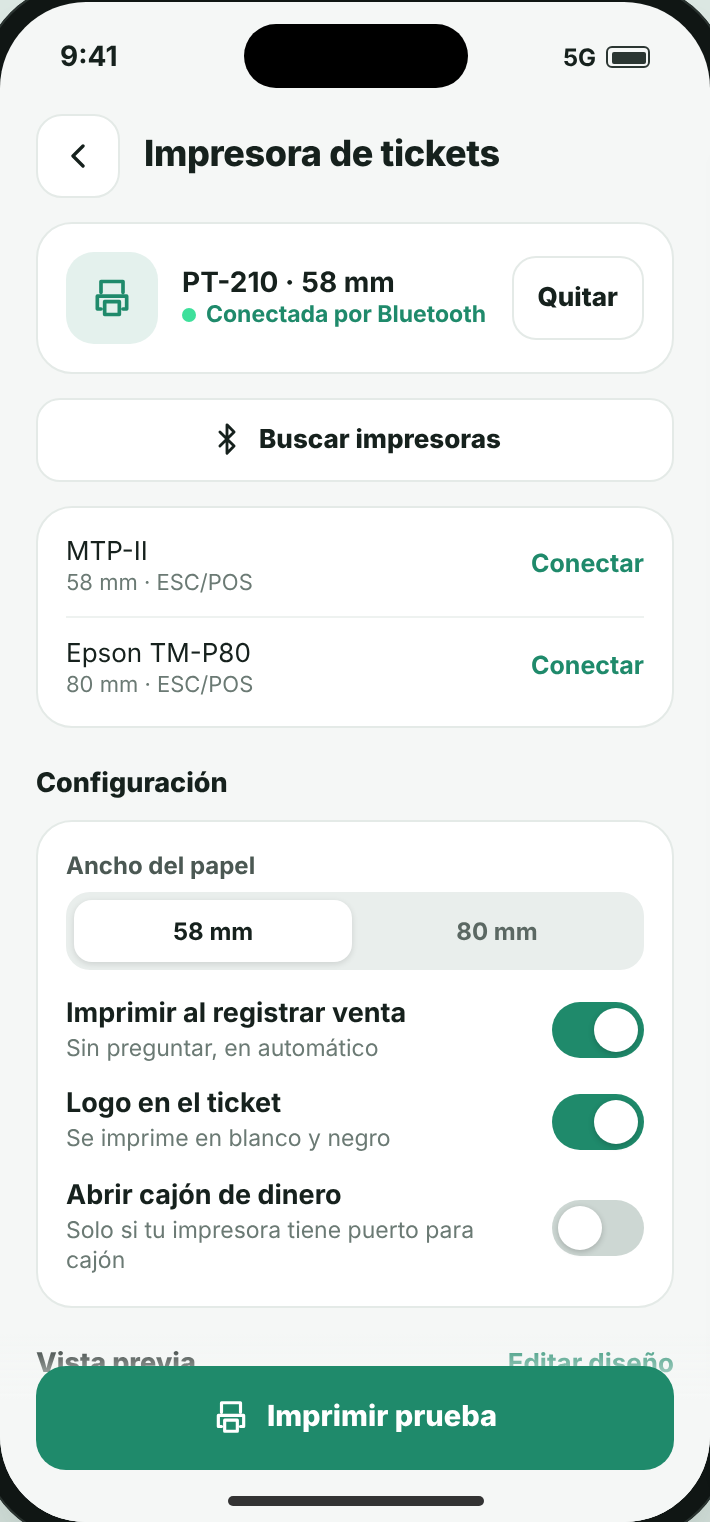 9:41
5G
Impresora de tickets
PT-210 · 58 mm
Conectada por Bluetooth
Quitar
Buscar impresoras
MTP-II
58 mm · ESC/POS
Conectar
Epson TM-P80
80 mm · ESC/POS
Conectar
Configuración
Ancho del papel
58 mm
80 mm
Imprimir al registrar venta
Sin preguntar, en automático
Logo en el ticket
Se imprime en blanco y negro
Abrir cajón de dinero
Solo si tu impresora tiene puerto para
cajón
Vista previa
Editar diseño
Imprimir prueba